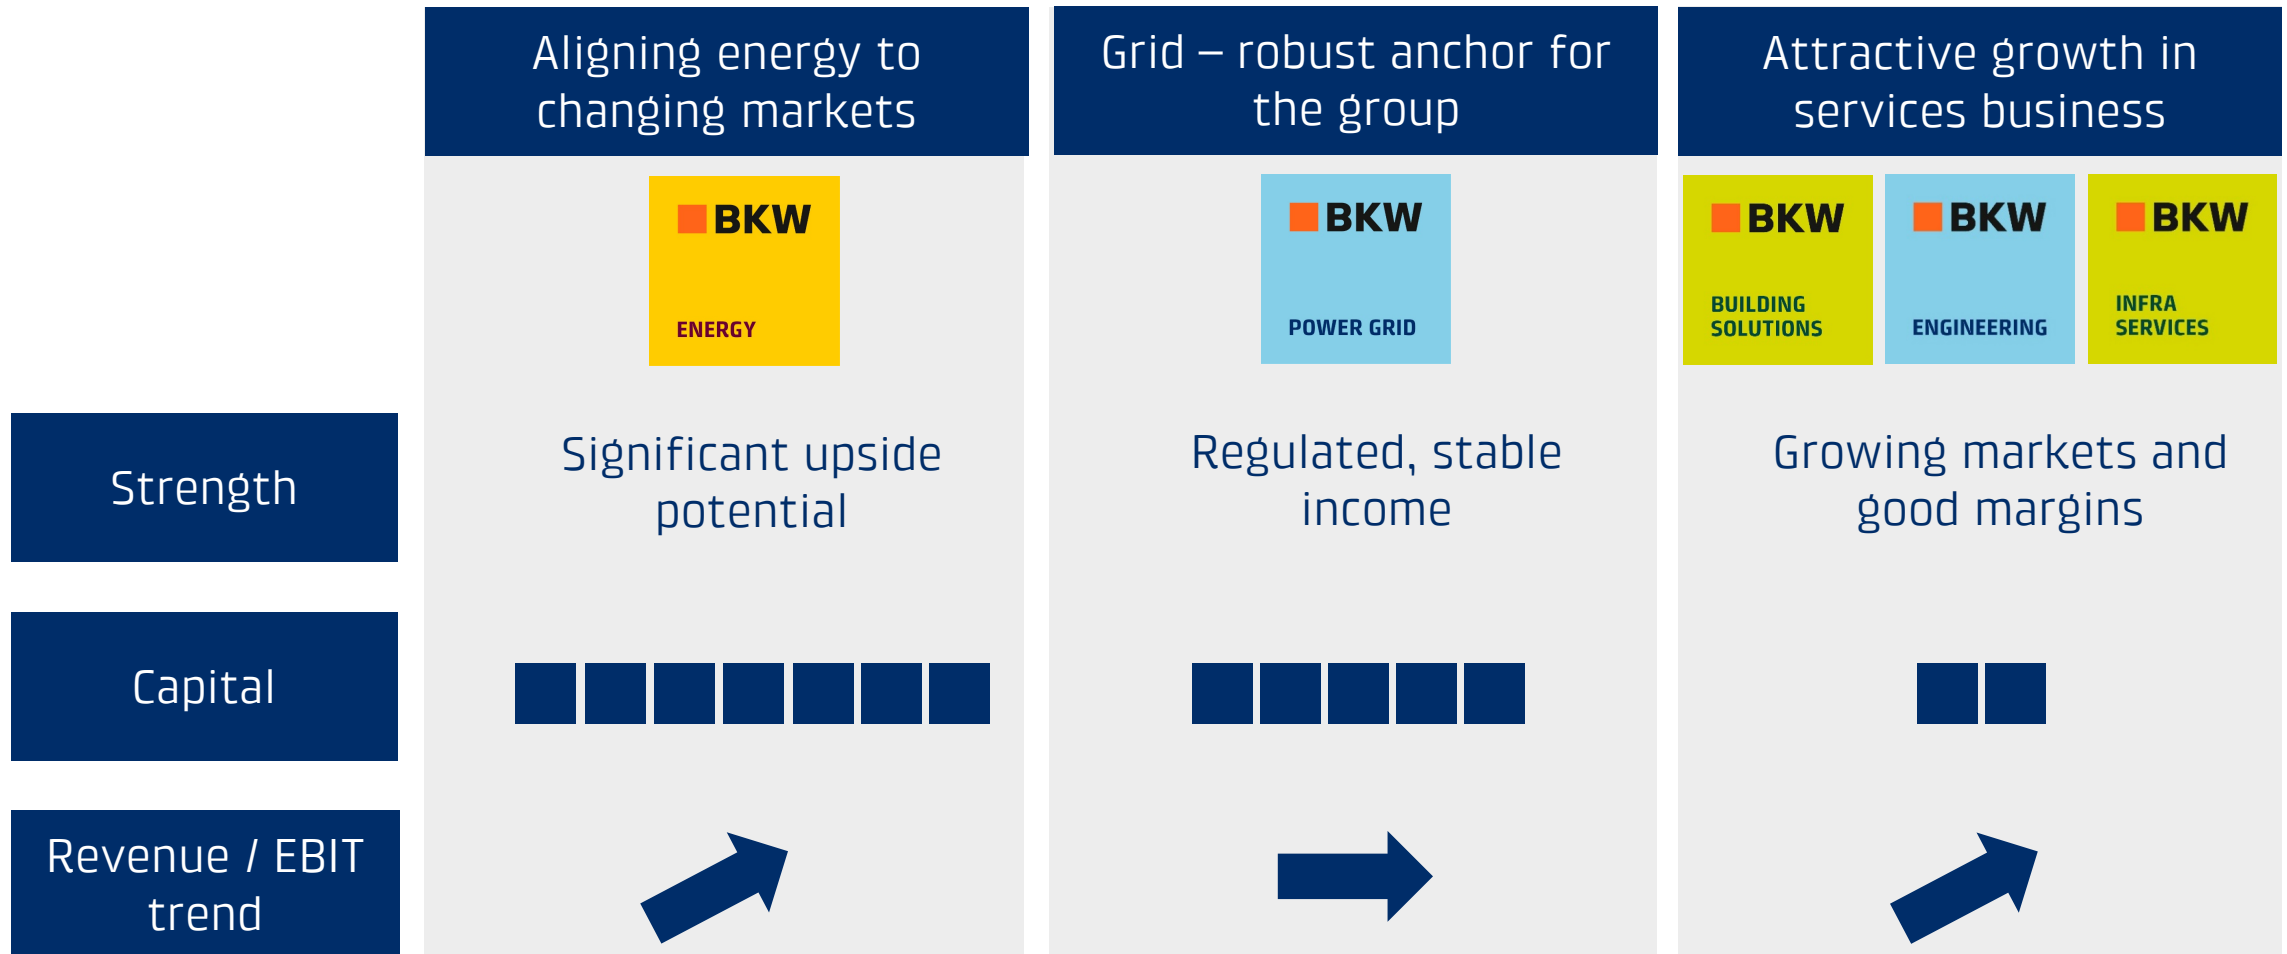 Aligning energy to
changing markets
Grid – robust anchor for
the group
Attractive growth in
services business
BKW
ENERGY
BKW
POWER GRID
BKW
BUILDING
SOLUTIONS
BKW
ENGINEERING
BKW
INFRA
SERVICES
Strength
Significant upside
potential
Regulated, stable
income
Growing markets and
good margins
Capital
Revenue / EBIT
trend